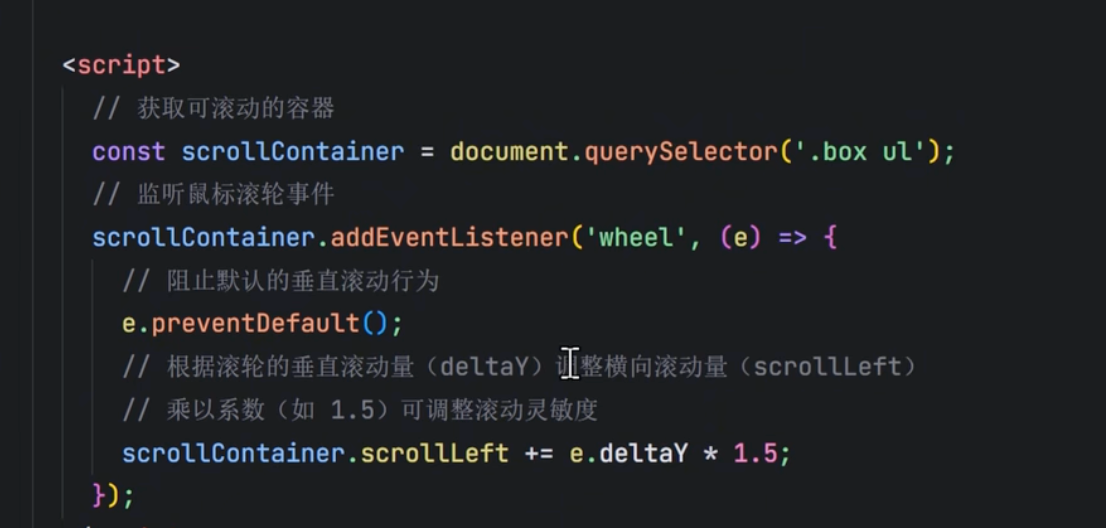 <script>
// 获取可滚动的容器
const scrollContainer = document.querySelector('.box ul');
// 监听鼠标滚轮事件
scrollContainer.addEventListener('wheel', (e) => {
// 阻止默认的垂直滚动行为
e.preventDefault();
// 根据滚轮的垂直滚动量（deltaY）调整横向滚动量（scrollLeft）
// 乘以系数（如 1.5）可调整滚动灵敏度
scrollContainer.scrollLeft += e.deltaY * 1.5;
});